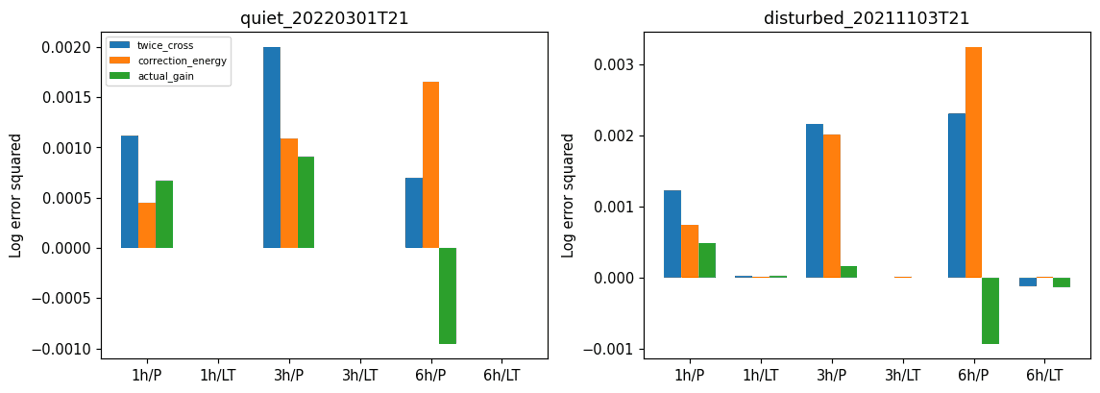 quiet_20220301T21
Log error squared
0.0020
0.0015
0.0010
0.0005
0.0000
−0.0005
−0.0010
twice_cross
correction_energy
actual_gain
1h/P 1h/LT 3h/P 3h/LT 6h/P 6h/LT
disturbed_20211103T21
Log error squared
0.003
0.002
0.001
0.000
−0.001
1h/P 1h/LT 3h/P 3h/LT 6h/P 6h/LT